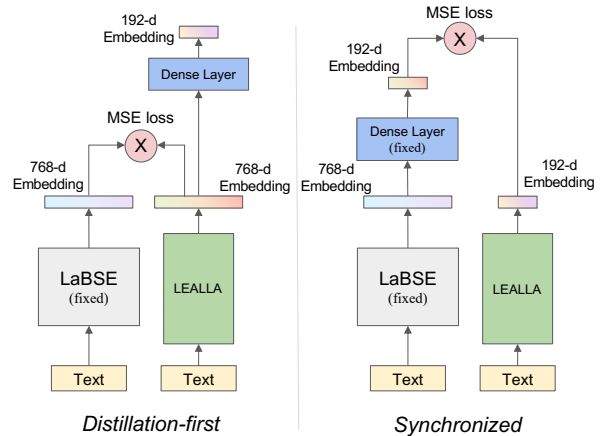 192-d
Embedding
Dense Layer
MSE loss
X
768-d
Embedding
768-d
Embedding
LaBSE
(fixed)
LEALLA
Text
Text
Distillation-first
MSE loss
X
192-d
Embedding
Dense Layer
(fixed)
768-d
Embedding
192-d
Embedding
LaBSE
(fixed)
LEALLA
Text
Text
Synchronized